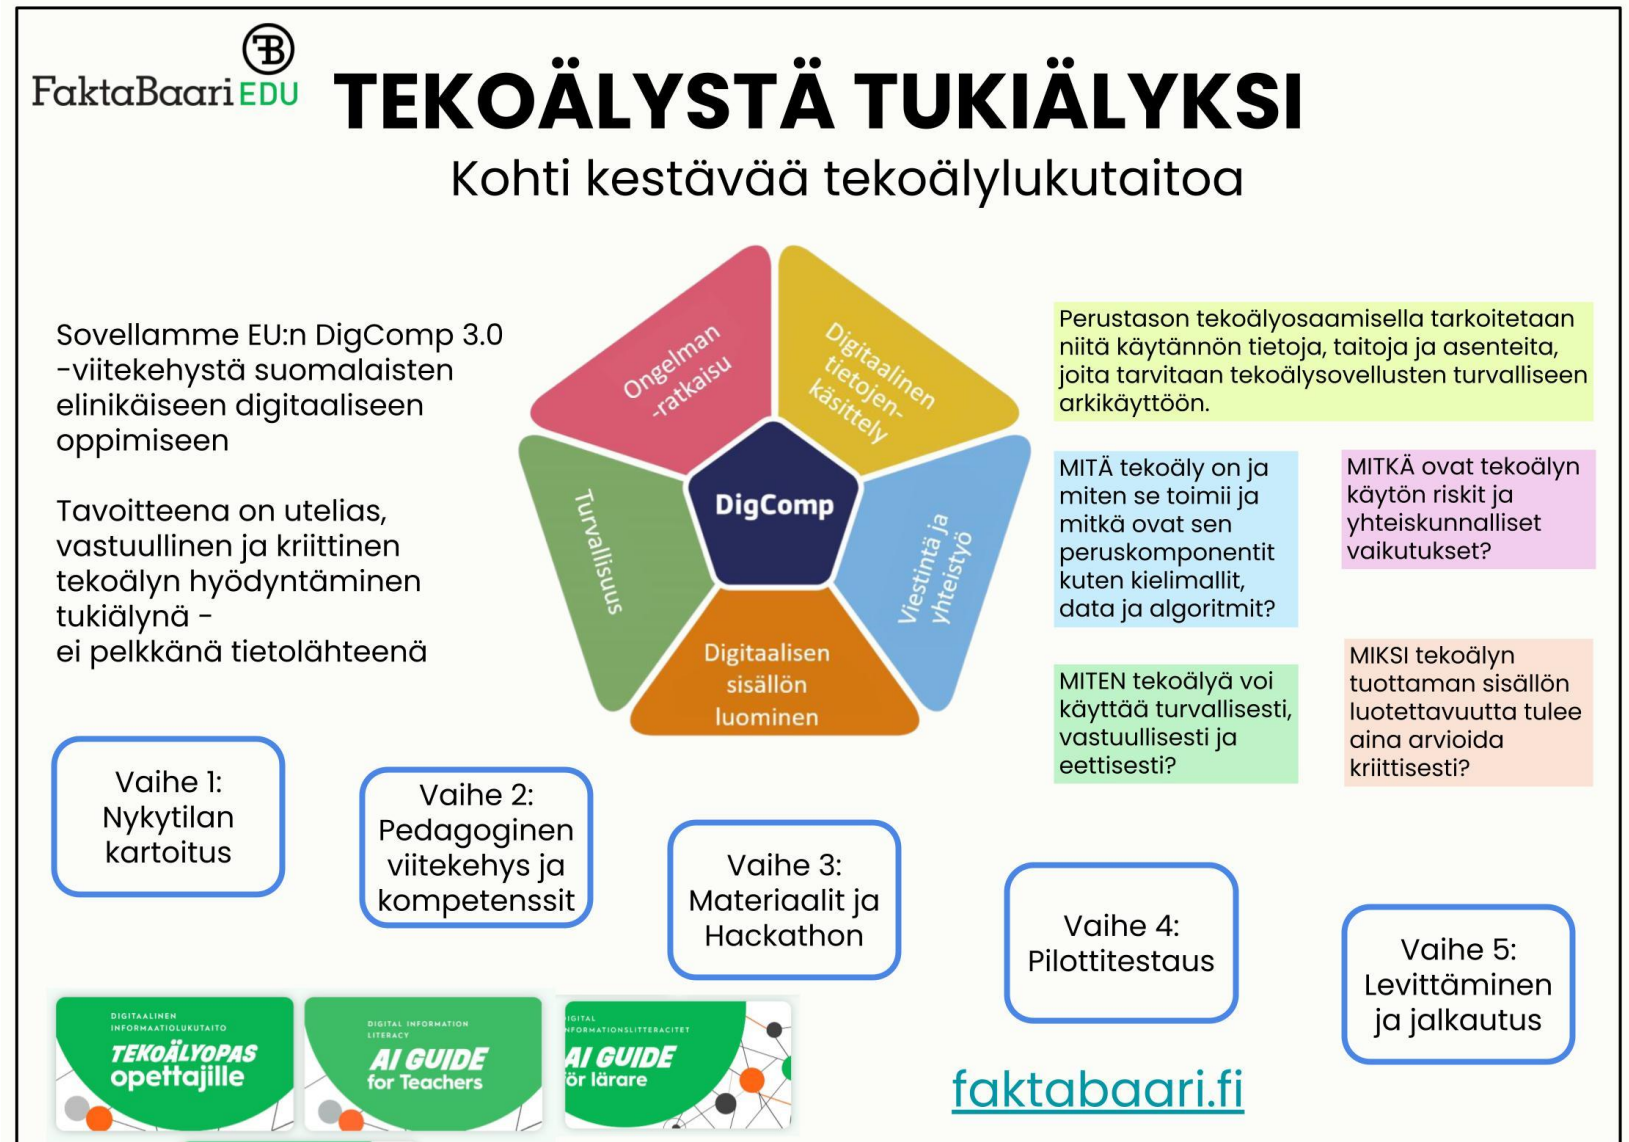 FB
FaktaBaari EDU
TEKOÄLYSTÄ TUKIÄLYKSI
Kohti kestävää tekoälylukutaitoa
Sovellamme EU:n DigComp 3.0
-viitekehystä suomalaisten
elinikäiseen digitaaliseen
oppimiseen
Tavoitteena on utelias,
vastuullinen ja kriittinen
tekoälyn hyödyntäminen
tukiälynä -
ei pelkkänä tietolähteenä
Ongelman
-ratkaisu
Digitaalinen
tietojen-
käsittely
Turvallisuus
DigComp
Viestintä ja
yhteistyö
Digitaalisen
sisällön
luominen
Perustason tekoälyosaamisella tarkoitetaan
niitä käytännön tietoja, taitoja ja asenteita,
joita tarvitaan tekoälysovellusten turvalliseen
arkikäyttöön.
MITÄ tekoäly on ja
miten se toimii ja
mitkä ovat sen
peruskomponentit
kuten kielimallit,
data ja algoritmit?
MITKÄ ovat tekoälyn
käytön riskit ja
yhteiskunnalliset
vaikutukset?
MITEN tekoälyä voi
käyttää turvallisesti,
vastuullisesti ja
eettisesti?
MIKSI tekoälyn
tuottaman sisällön
luotettavuutta tulee
aina arvioida
kriittisesti?
Vaihe 1:
Nykytilan
kartoitus
Vaihe 2:
Pedagoginen
viitekehys ja
kompetenssit
Vaihe 3:
Materiaalit ja
Hackathon
Vaihe 4:
Pilottitestaus
Vaihe 5:
Levittäminen
ja jalkautus
DIGITAALINEN
INFORMAATIOLUKUTAITO
TEKOÄLYOPAS
opettajille
DIGITAL INFORMATION
LITERACY
AI GUIDE
for Teachers
IGITAL
NFORMATIONSLITTERACITET
AI GUIDE
ör lärare
faktabaari.fi